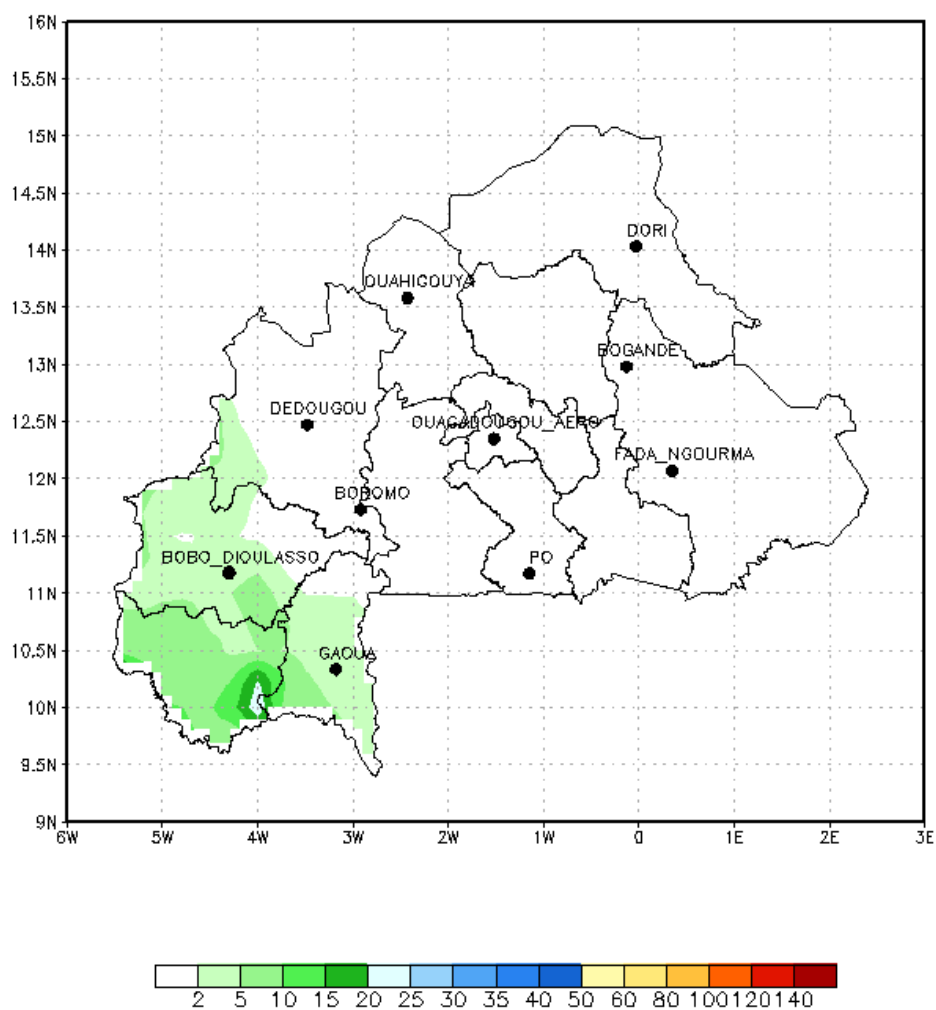 16N
15.5N
15N
14.5N
DORI
14N
OUAHIGOUYA
13.5N
BOGANDE
13N
DEDOUGOU
12.5N
OUAGADOUGOU_AERO
FADA_NGOURMA
12N
BOROMO
11.5N
BOBO_DIOULASSO
PO
11N
10.5N
GAOUA
10N
9.5N
9N
6W 5W 4W 3W 2W 1W 0 1E 2E 3E
2 5 10 15 20 25 30 35 40 50 60 80 100 120 140